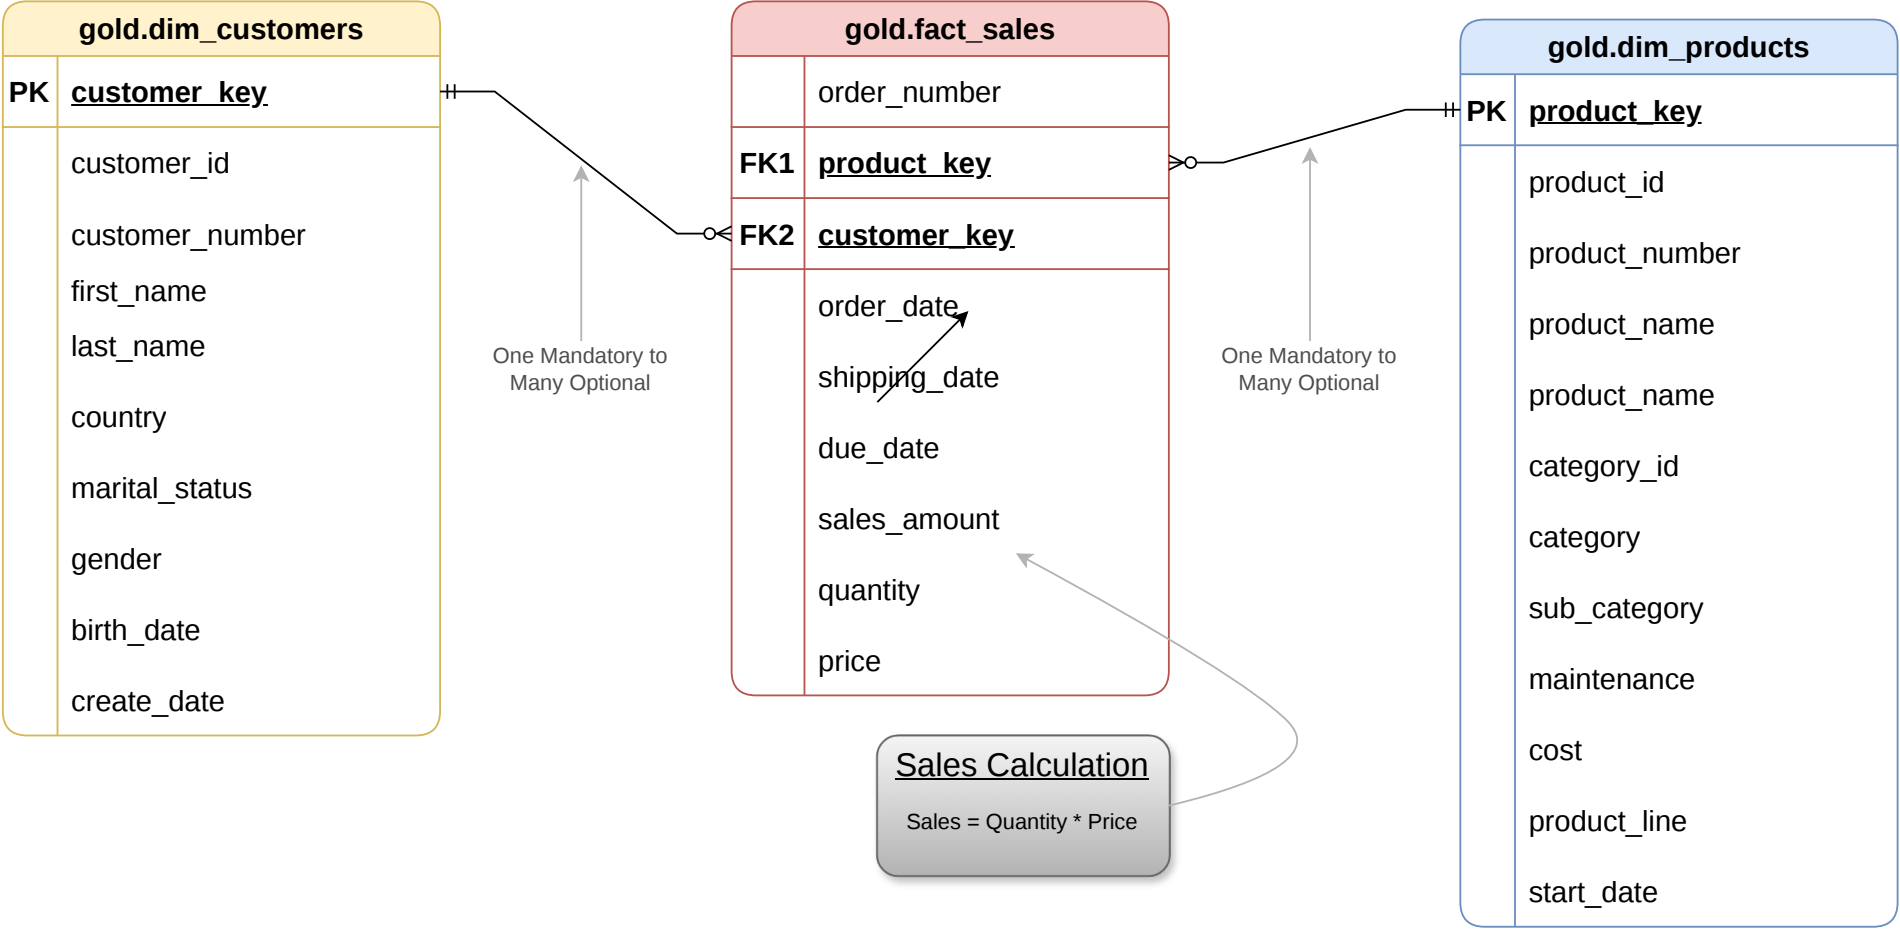 gold.dim_customers
PK customer_key
customer_id
customer_number
first_name
last_name
country
marital_status
gender
birth_date
create_date
One Mandatory to
Many Optional
gold.fact_sales
order_number
FK1 product_key
FK2 customer_key
order_date
shipping_date
due_date
sales_amount
quantity
price
Sales Calculation
Sales = Quantity * Price
One Mandatory to
Many Optional
gold.dim_products
PK product_key
product_id
product_number
product_name
product_name
category_id
category
sub_category
maintenance
cost
product_line
start_date